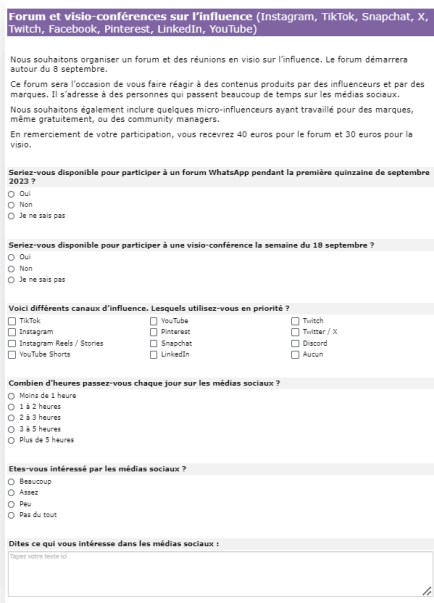 Forum et visio-conférences sur l'influence (Instagram, TikTok, Snapchat, X,
Twitch, Facebook, Pinterest, LinkedIn, YouTube)
Nous souhaitons organiser un forum et des réunions en visio sur l'influence. Le forum démarrera
autour du 8 septembre.
Ce forum sera l'occasion de vous faire réagir à des contenus produits par des influenceurs et par des
marques. Il s'adresse à des personnes qui passent beaucoup de temps sur les médias sociaux.
Nous souhaitons également inclure quelques micro-influenceurs ayant travaillé pour des marques,
même gratuitement, ou des community managers.
En remerciement de votre participation, vous recevrez 40 euros pour le forum et 30 euros pour la
visio.
Seriez-vous disponible pour participer à un forum WhatsApp pendant la première quinzaine de septembre
2023 ?
Oui
Non
Je ne sais pas
Seriez-vous disponible pour participer à une visio-conférence la semaine du 18 septembre ?
Oui
Non
Je ne sais pas
Voici différents canaux d'influence. Lesquels utilisez-vous en priorité ?
TikTok YouTube Twitch
Instagram Pinterest Twitter / X
Instagram Reels / Stories Snapchat Discord
YouTube Shorts LinkedIn Aucun
Combien d'heures passez-vous chaque jour sur les médias sociaux ?
Moins de 1 heure
1 à 2 heures
2 à 3 heures
3 à 5 heures
Plus de 5 heures
Etes-vous intéressé par les médias sociaux ?
Beaucoup
Assez
Peu
Pas du tout
Dites ce qui vous intéresse dans les médias sociaux :
Tapez votre texte ici